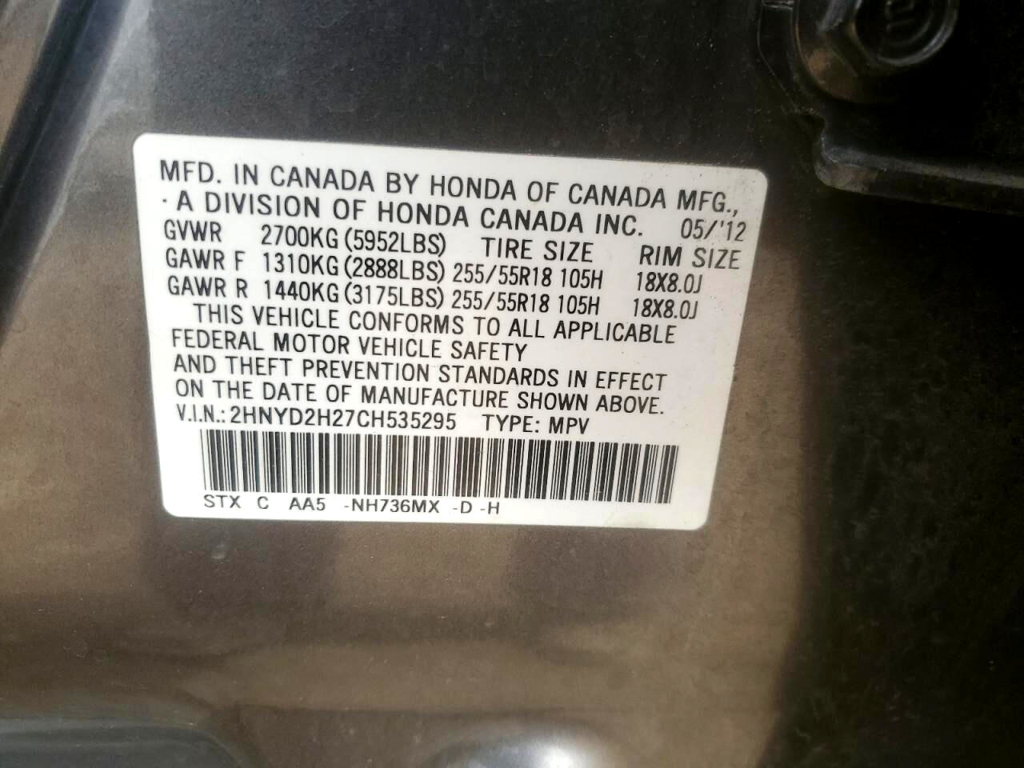 MFD. IN CANADA BY HONDA OF CANADA MFG.,
· A DIVISION OF HONDA CANADA INC. 05/'12
GVWR 2700KG (5952LBS) TIRE SIZE RIM SIZE
GAWR F 1310KG (2888LBS) 255/55R18 105H 18X8.0J
GAWR R 1440KG (3175LBS) 255/55R18 105H 18X8.0J
THIS VEHICLE CONFORMS TO ALL APPLICABLE
FEDERAL MOTOR VEHICLE SAFETY
AND THEFT PREVENTION STANDARDS IN EFFECT
ON THE DATE OF MANUFACTURE SHOWN ABOVE.
V.I.N.: 2HNYD2H27CH535295 TYPE: MPV
STX C AA5 -NH736MX -D -H